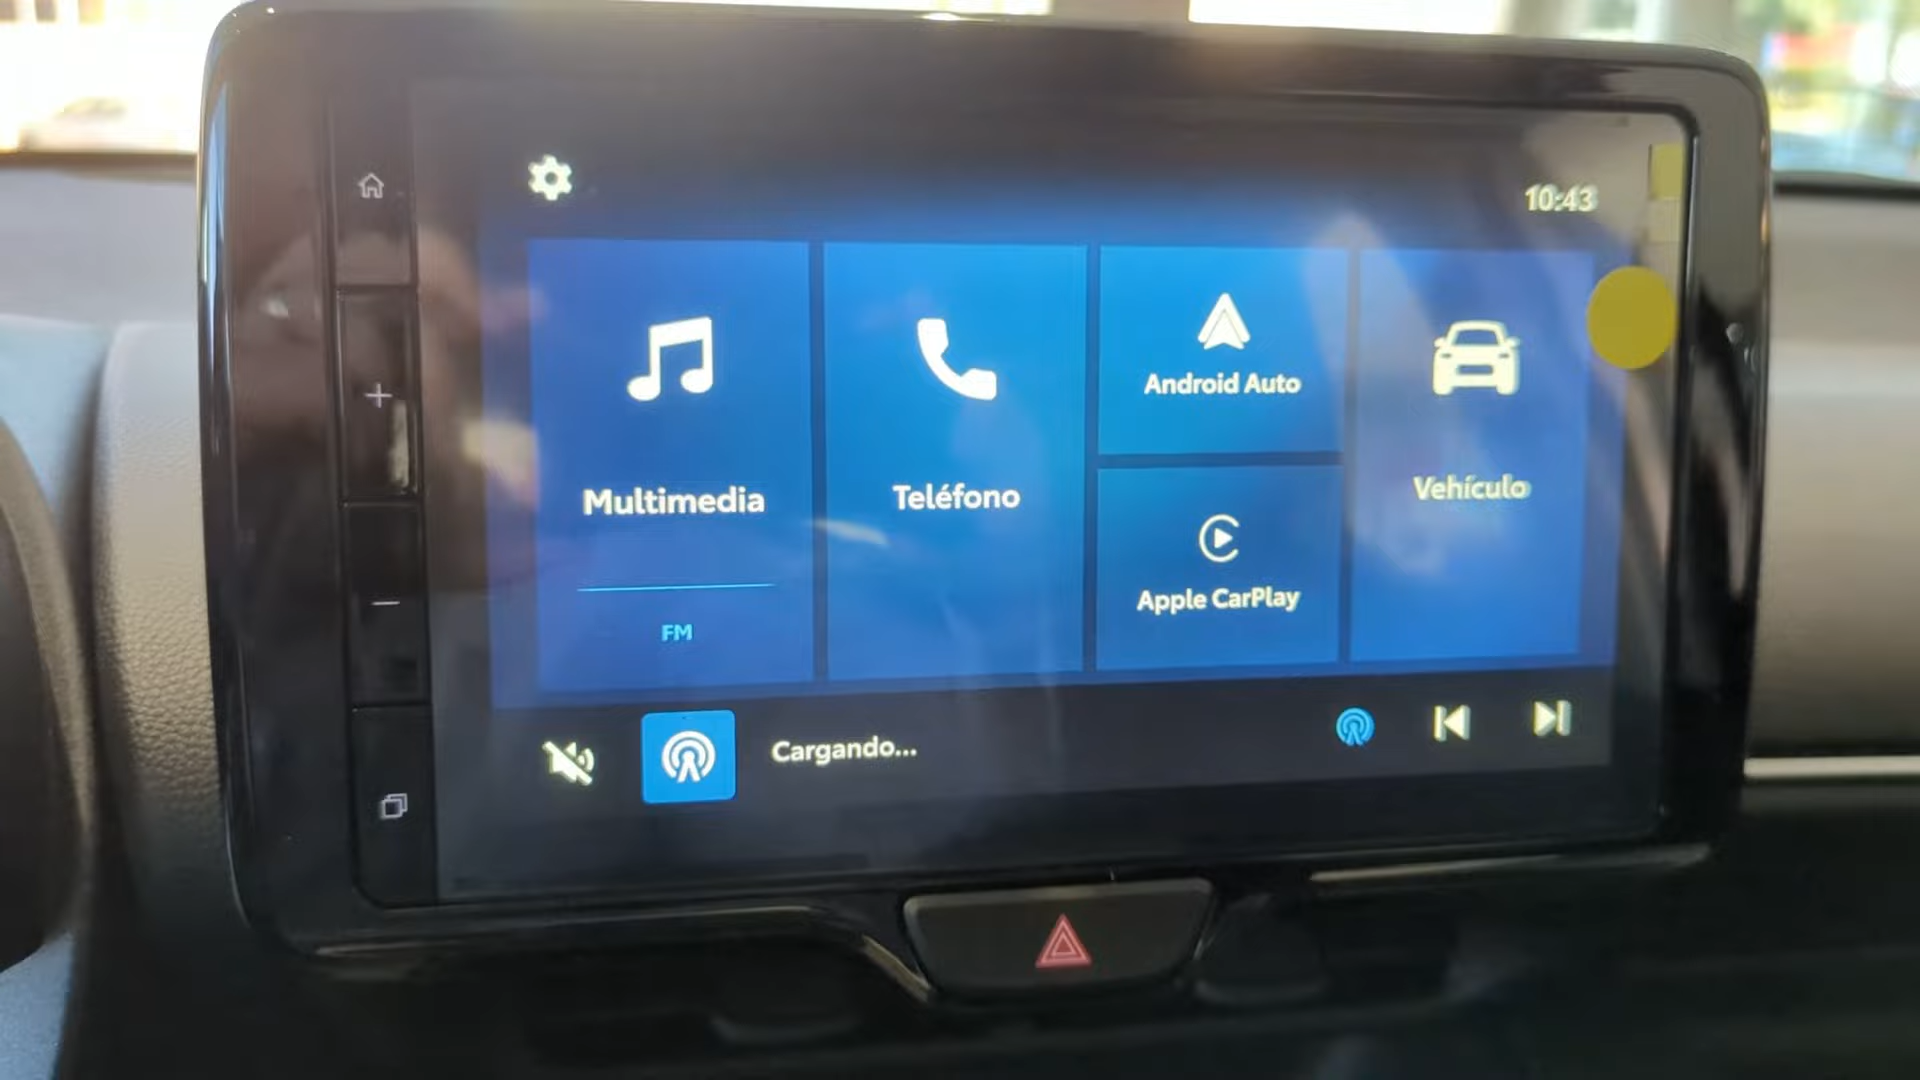 10:43
Multimedia
Teléfono
Android Auto
Vehículo
Apple CarPlay
FM
Cargando...